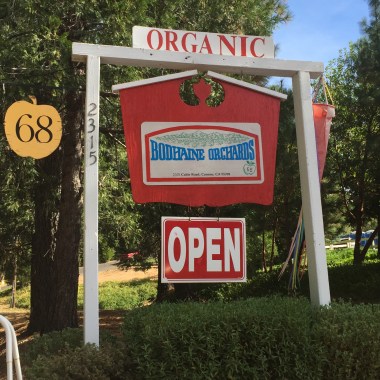 ORGANIC
68
2315
BODHAINE ORCHARDS
OPEN